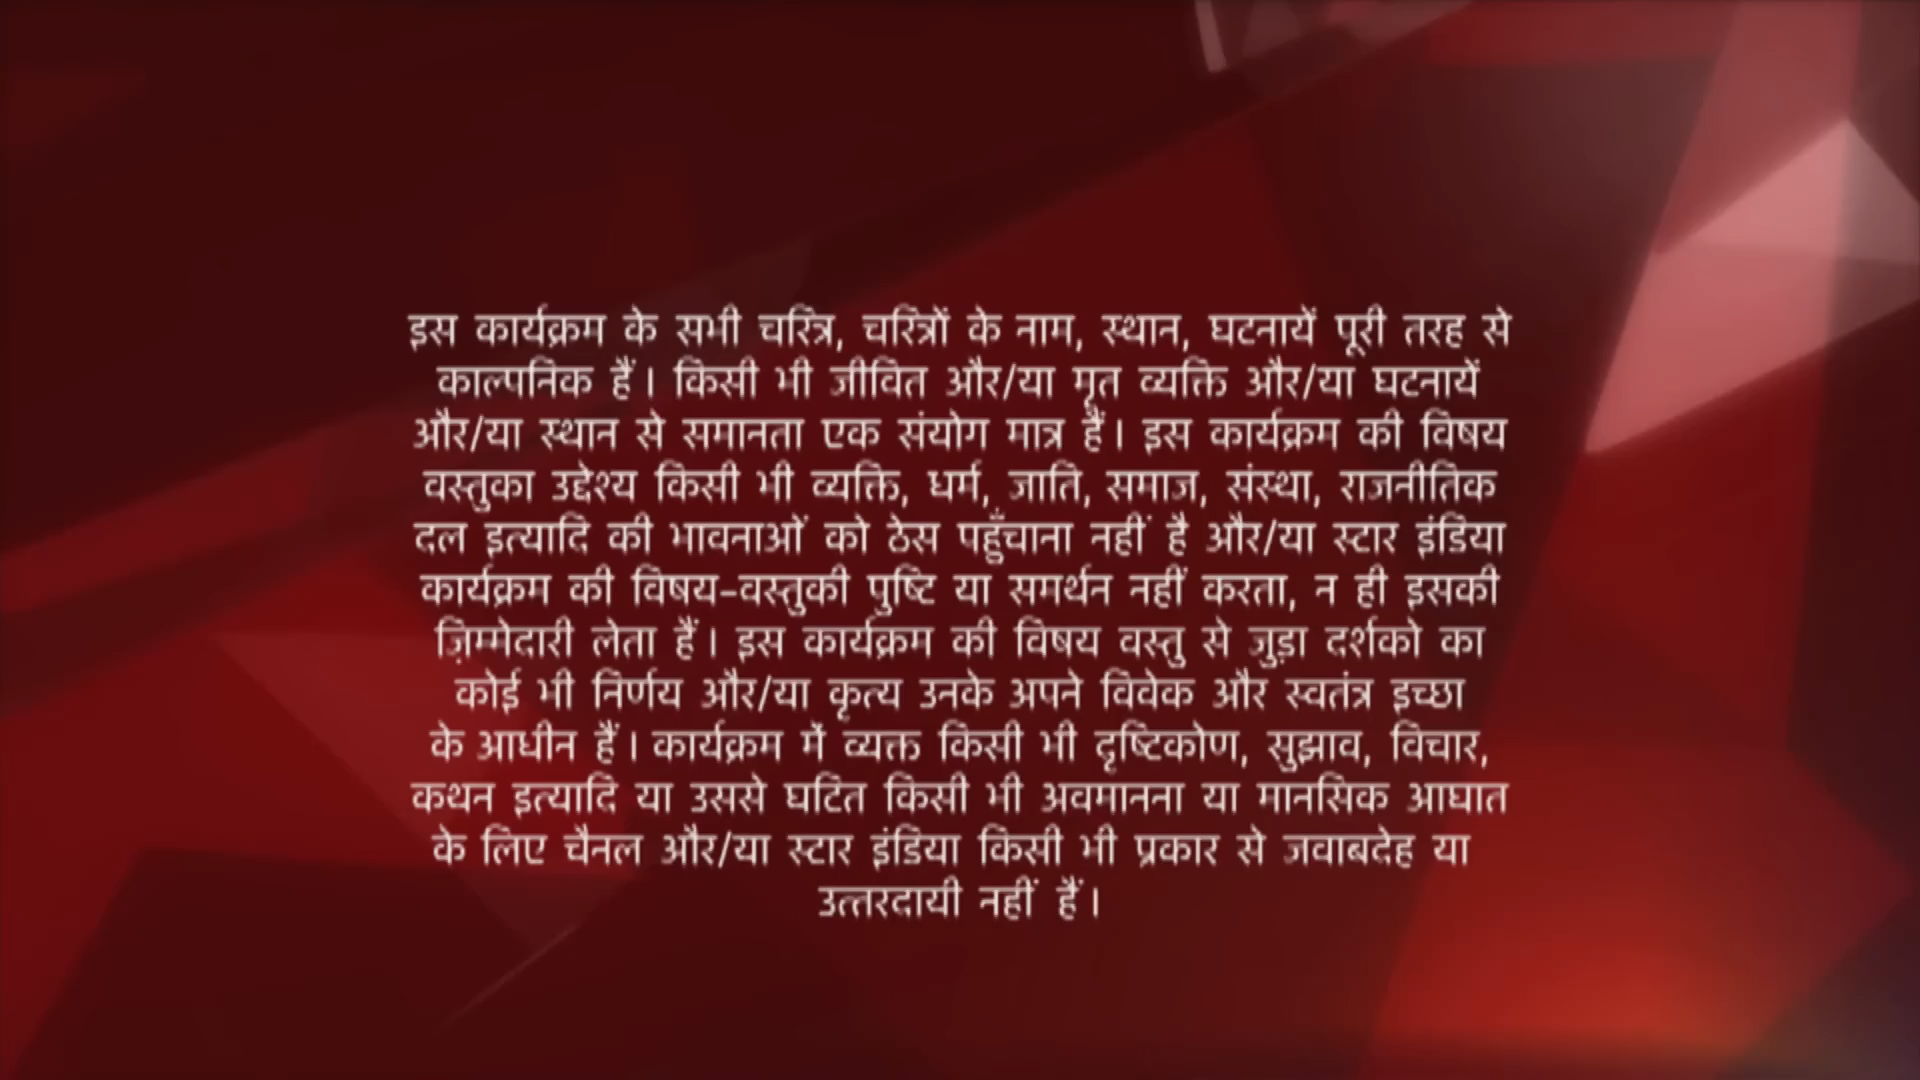 इस कार्यक्रम के सभी चरित्र, चरित्रों के नाम, स्थान, घटनायें पूरी तरह से
काल्पनिक हैं। किसी भी जीवित और/या मृत व्यक्ति और/या घटनायें
और/या स्थान से समानता एक संयोग मात्र हैं। इस कार्यक्रम की विषय
वस्तुका उद्देश्य किसी भी व्यक्ति, धर्म, जाति, समाज, संस्था, राजनीतिक
दल इत्यादि की भावनाओं को ठेस पहुँचाना नहीं है और/या स्टार इंडिया
कार्यक्रम की विषय-वस्तुकी पुष्टि या समर्थन नहीं करता, न ही इसकी
ज़िम्मेदारी लेता हैं। इस कार्यक्रम की विषय वस्तु से जुड़ा दर्शको का
कोई भी निर्णय और/या कृत्य उनके अपने विवेक और स्वतंत्र इच्छा
के आधीन हैं। कार्यक्रम में व्यक्त किसी भी दृष्टिकोण, सुझाव, विचार,
कथन इत्यादि या उससे घटित किसी भी अवमानना या मानसिक आघात
के लिए चैनल और/या स्टार इंडिया किसी भी प्रकार से जवाबदेह या
उत्तरदायी नहीं हैं।